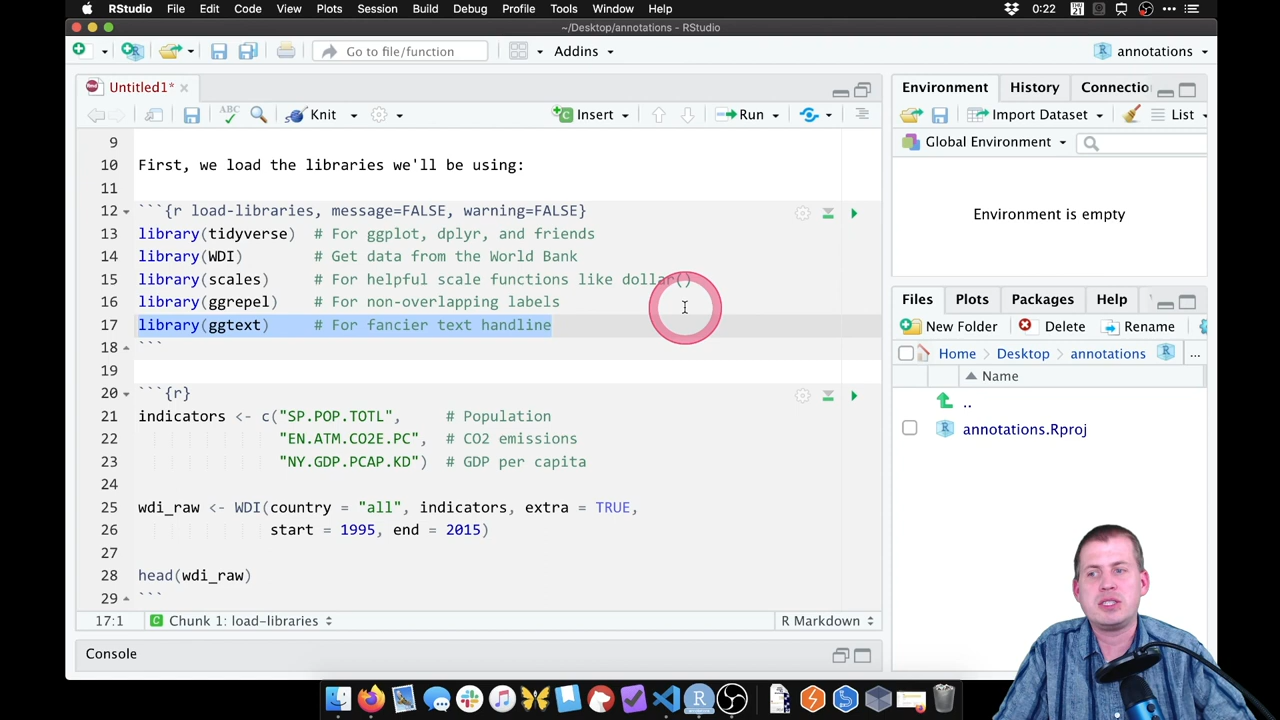 RStudio File Edit Code View Plots Session Build Debug Profile Tools Window Help 0:22 THU 21
~/Desktop/annotations - RStudio
Go to file/function Addins annotations
Untitled1*
ABC Knit Insert Run
9
10 First, we load the libraries we'll be using:
11
12 ```{r load-libraries, message=FALSE, warning=FALSE}
13 library(tidyverse) # For ggplot, dplyr, and friends
14 library(WDI) # Get data from the World Bank
15 library(scales) # For helpful scale functions like dollar()
16 library(ggrepel) # For non-overlapping labels
17 library(ggtext) # For fancier text handline
18 ```
19
20 ```{r}
21 indicators <- c("SP.POP.TOTL", # Population
22 "EN.ATM.CO2E.PC", # CO2 emissions
23 "NY.GDP.PCAP.KD") # GDP per capita
24
25 wdi_raw <- WDI(country = "all", indicators, extra = TRUE,
26 start = 1995, end = 2015)
27
28 head(wdi_raw)
29 ```
17:1 Chunk 1: load-libraries R Markdown
Console
Environment History Connectio
Import Dataset List
Global Environment
Environment is empty
Files Plots Packages Help
New Folder Delete Rename
Home Desktop annotations ...
Name
..
annotations.Rproj